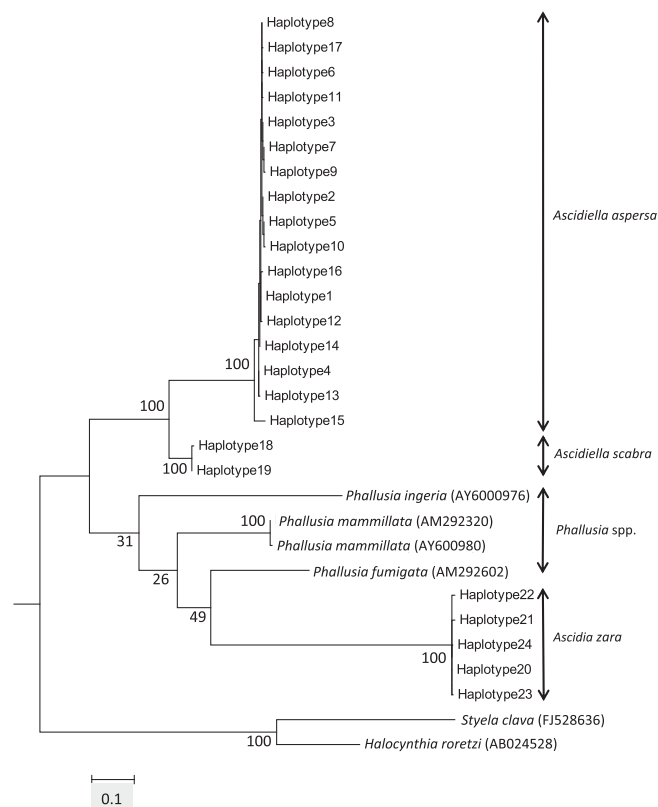 Haplotype8
Haplotype17
Haplotype6
Haplotype11
Haplotype3
Haplotype7
Haplotype9
Haplotype2
Ascidiella aspersa
Haplotype5
Haplotype10
Haplotype16
Haplotype1
Haplotype12
Haplotype14
100
Haplotype4
Haplotype13
100
Haplotype15
Haplotype18
Ascidiella scabra
100
Haplotype19
Phallusia ingeria (AY6000976)
100
Phallusia mammillata (AM292320)
Phallusia spp.
31
Phallusia mammillata (AY600980)
26
Phallusia fumigata (AM292602)
Haplotype22
49
Haplotype21
Ascidia zara
Haplotype24
100
Haplotype20
Haplotype23
Styela clava (FJ528636)
100
Halocynthia roretzi (AB024528)
0.1